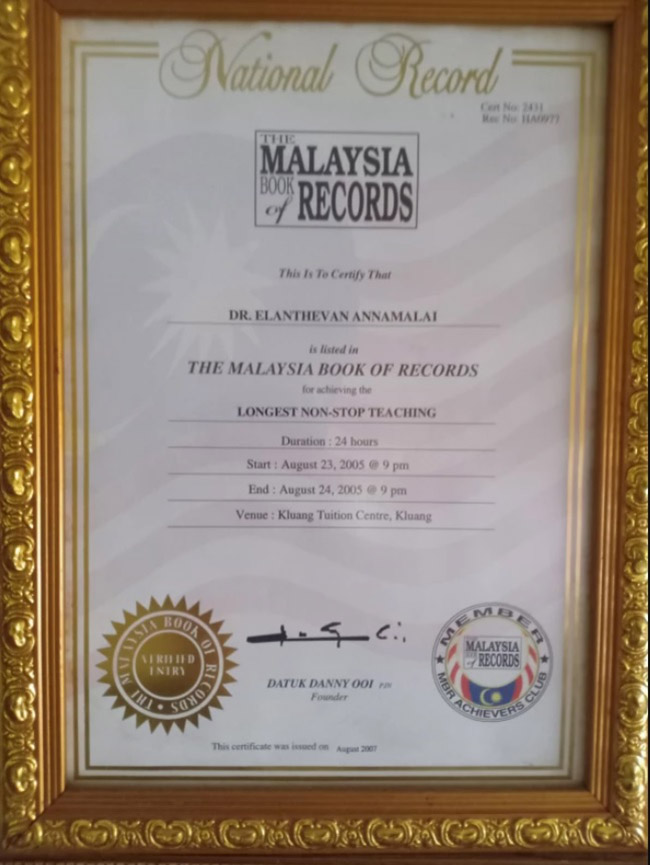 National Record
Cert No: 2431
Rec No: HA0977
THE
MALAYSIA
BOOK
of RECORDS
This Is To Certify That
DR. ELANTHEVAN ANNAMALAI
is listed in
THE MALAYSIA BOOK OF RECORDS
for achieving the
LONGEST NON-STOP TEACHING
Duration : 24 hours
Start : August 23, 2005 @ 9 pm
End : August 24, 2005 @ 9 pm
Venue : Kluang Tuition Centre, Kluang
THE MALAYSIA BOOK OF RECORDS
VERIFIED
ENTRY
DATUK DANNY OOI
Founder
MEMBER
MALAYSIA
of RECORDS
MBR ACHIEVERS CLUB
This certificate was issued on August 2007